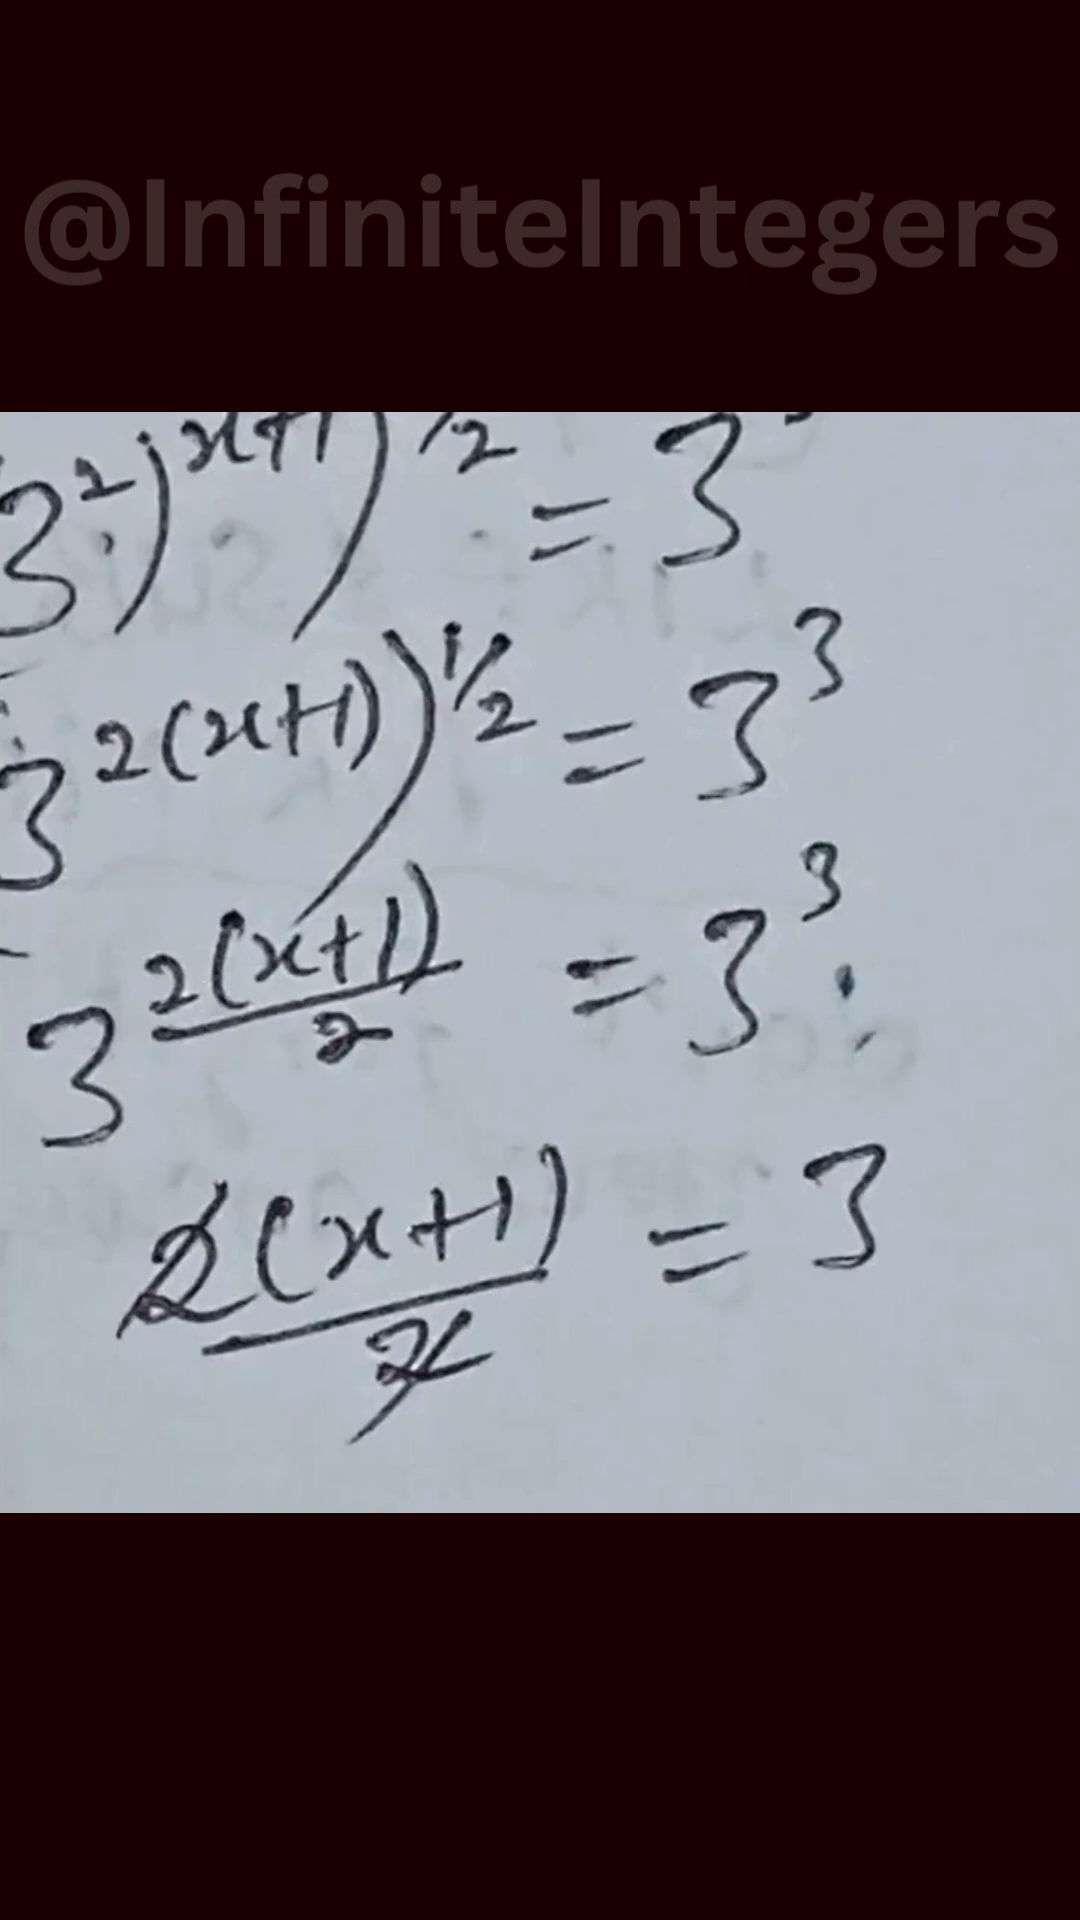 @InfiniteIntegers
3²)ˣ⁺¹)^1/2 = 3
3^2(x+1))^1/2 = 3³
3^2(x+1)/2 = 3³
2(x+1)/2 = 3